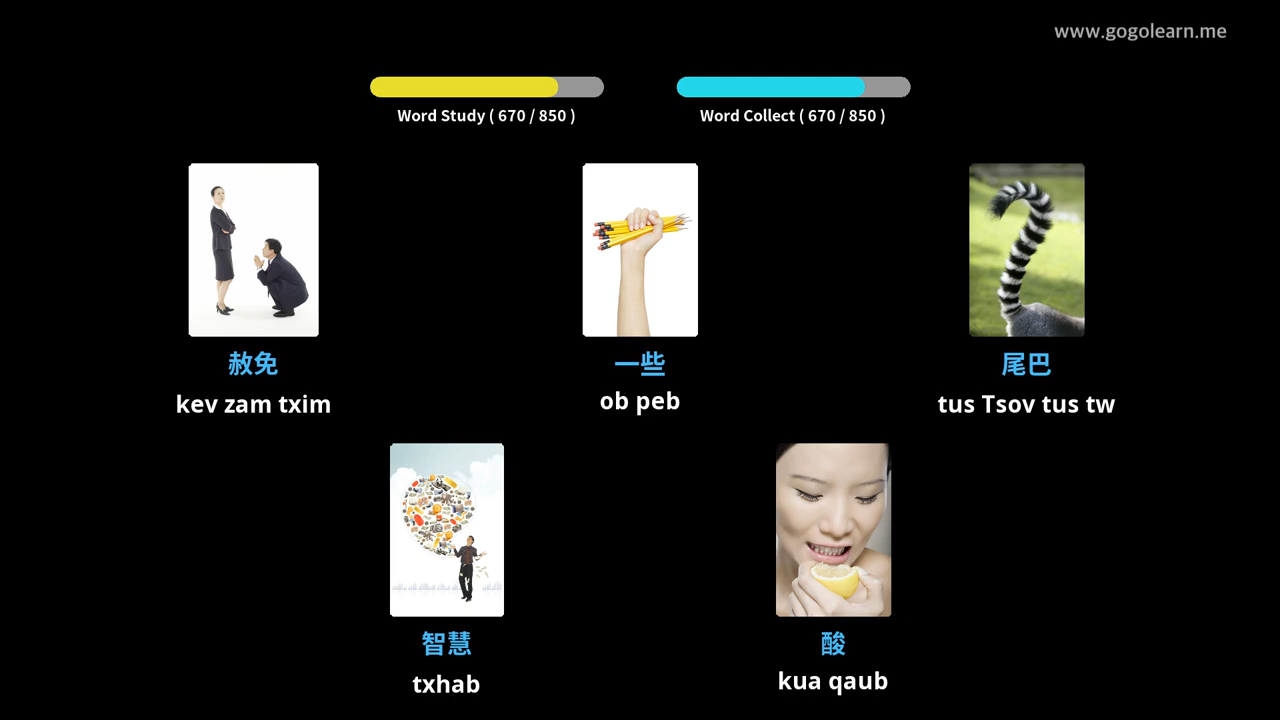 www.gogolearn.me
Word Study ( 670 / 850 )
Word Collect ( 670 / 850 )
赦免
kev zam txim
一些
ob peb
尾巴
tus Tsov tus tw
智慧
txhab
酸
kua qaub